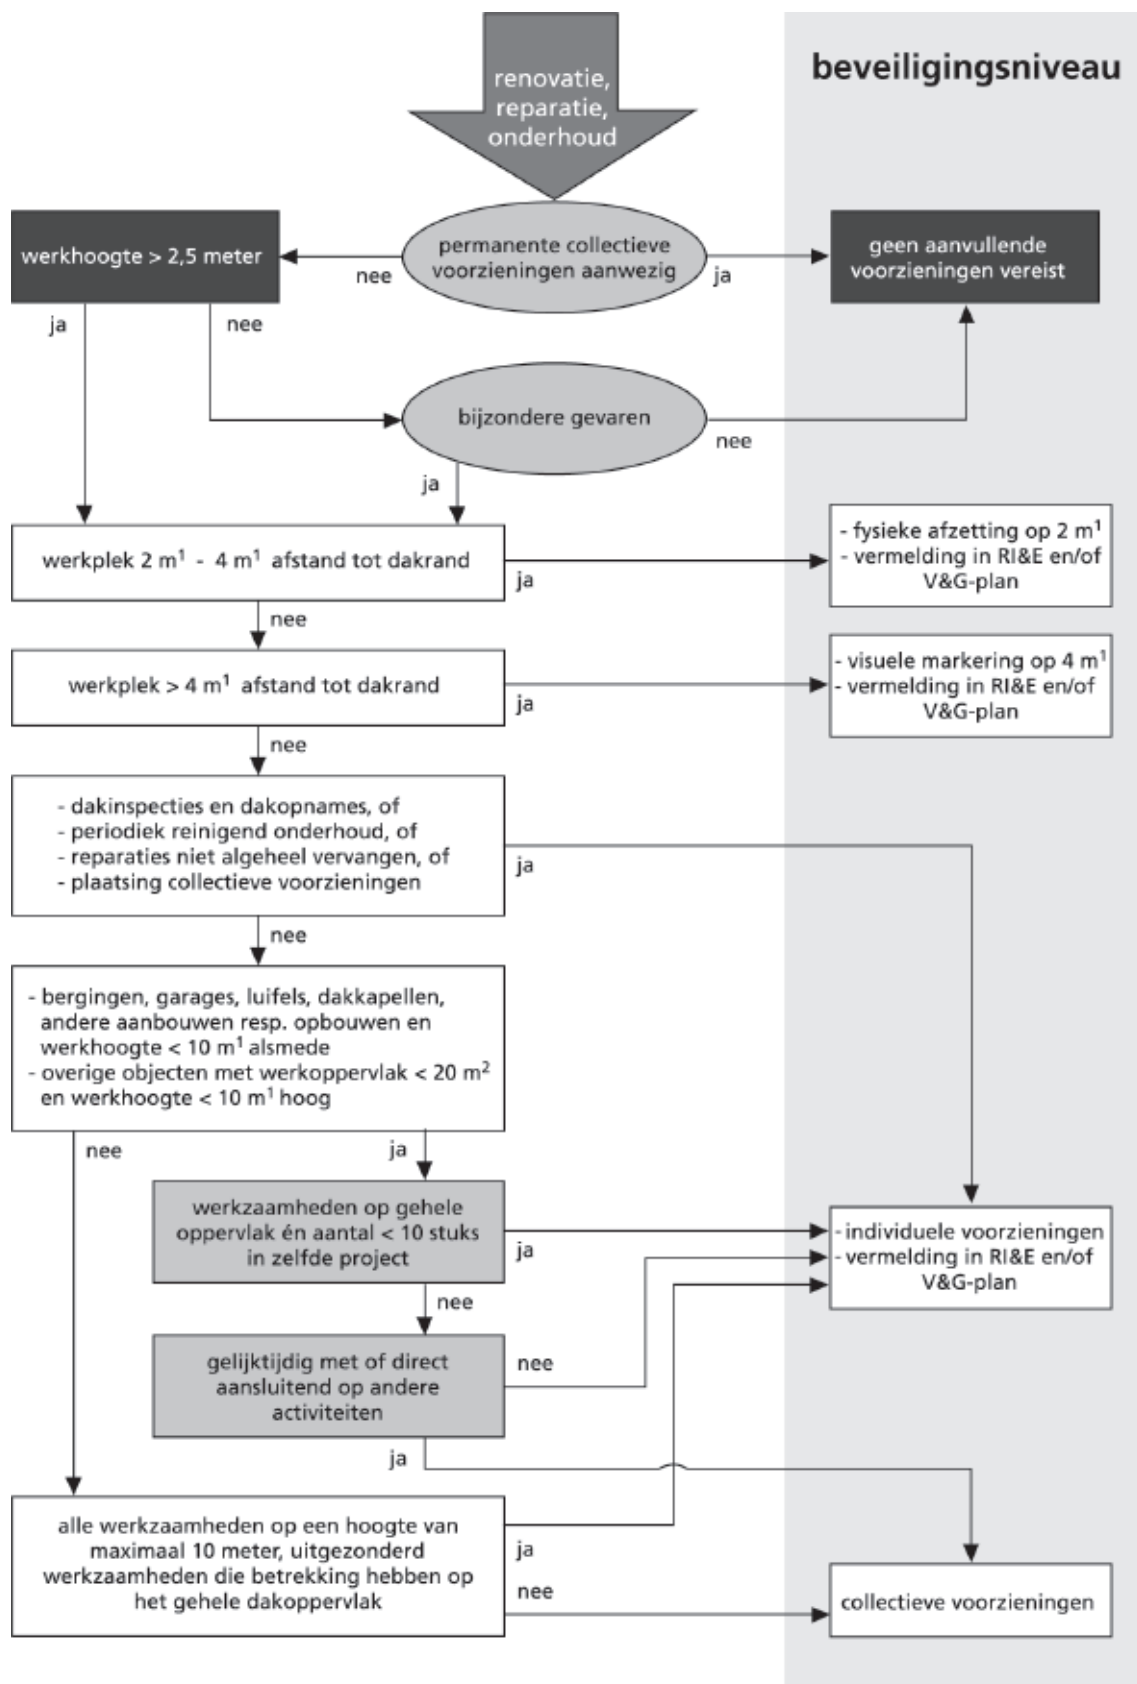 renovatie,
reparatie,
onderhoud
beveiligingsniveau
werkhoogte > 2,5 meter
nee
permanente collectieve
voorzieningen aanwezig
ja
geen aanvullende
voorzieningen vereist
ja
nee
bijzondere gevaren
nee
ja
werkplek 2 m¹ - 4 m¹ afstand tot dakrand
ja
- fysieke afzetting op 2 m¹
- vermelding in RI&E en/of
V&G-plan
nee
werkplek > 4 m¹ afstand tot dakrand
ja
- visuele markering op 4 m¹
- vermelding in RI&E en/of
V&G-plan
nee
- dakinspecties en dakopnames, of
- periodiek reinigend onderhoud, of
- reparaties niet algeheel vervangen, of
- plaatsing collectieve voorzieningen
ja
nee
- bergingen, garages, luifels, dakkapellen,
andere aanbouwen resp. opbouwen en
werkhoogte < 10 m¹ alsmede
- overige objecten met werkoppervlak < 20 m²
en werkhoogte < 10 m¹ hoog
nee
ja
werkzaamheden op gehele
oppervlak én aantal < 10 stuks
in zelfde project
ja
- individuele voorzieningen
- vermelding in RI&E en/of
V&G-plan
nee
gelijktijdig met of direct
aansluitend op andere
activiteiten
nee
ja
alle werkzaamheden op een hoogte van
maximaal 10 meter, uitgezonderd
werkzaamheden die betrekking hebben op
het gehele dakoppervlak
ja
nee
collectieve voorzieningen